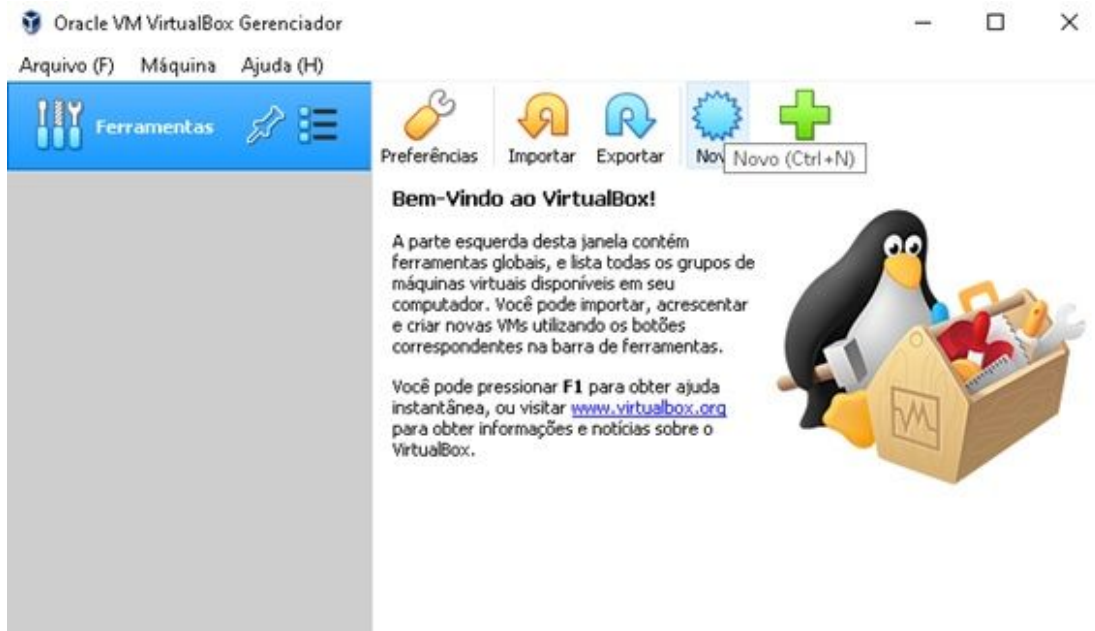 Oracle VM VirtualBox Gerenciador
Arquivo (F) Máquina Ajuda (H)
Ferramentas
Preferências Importar Exportar Nov
Novo (Ctrl+N)
Bem-Vindo ao VirtualBox!
A parte esquerda desta janela contém
ferramentas globais, e lista todas os grupos de
máquinas virtuais disponíveis em seu
computador. Você pode importar, acrescentar
e criar novas VMs utilizando os botões
correspondentes na barra de ferramentas.
Você pode pressionar F1 para obter ajuda
instantânea, ou visitar www.virtualbox.org
para obter informações e notícias sobre o
VirtualBox.